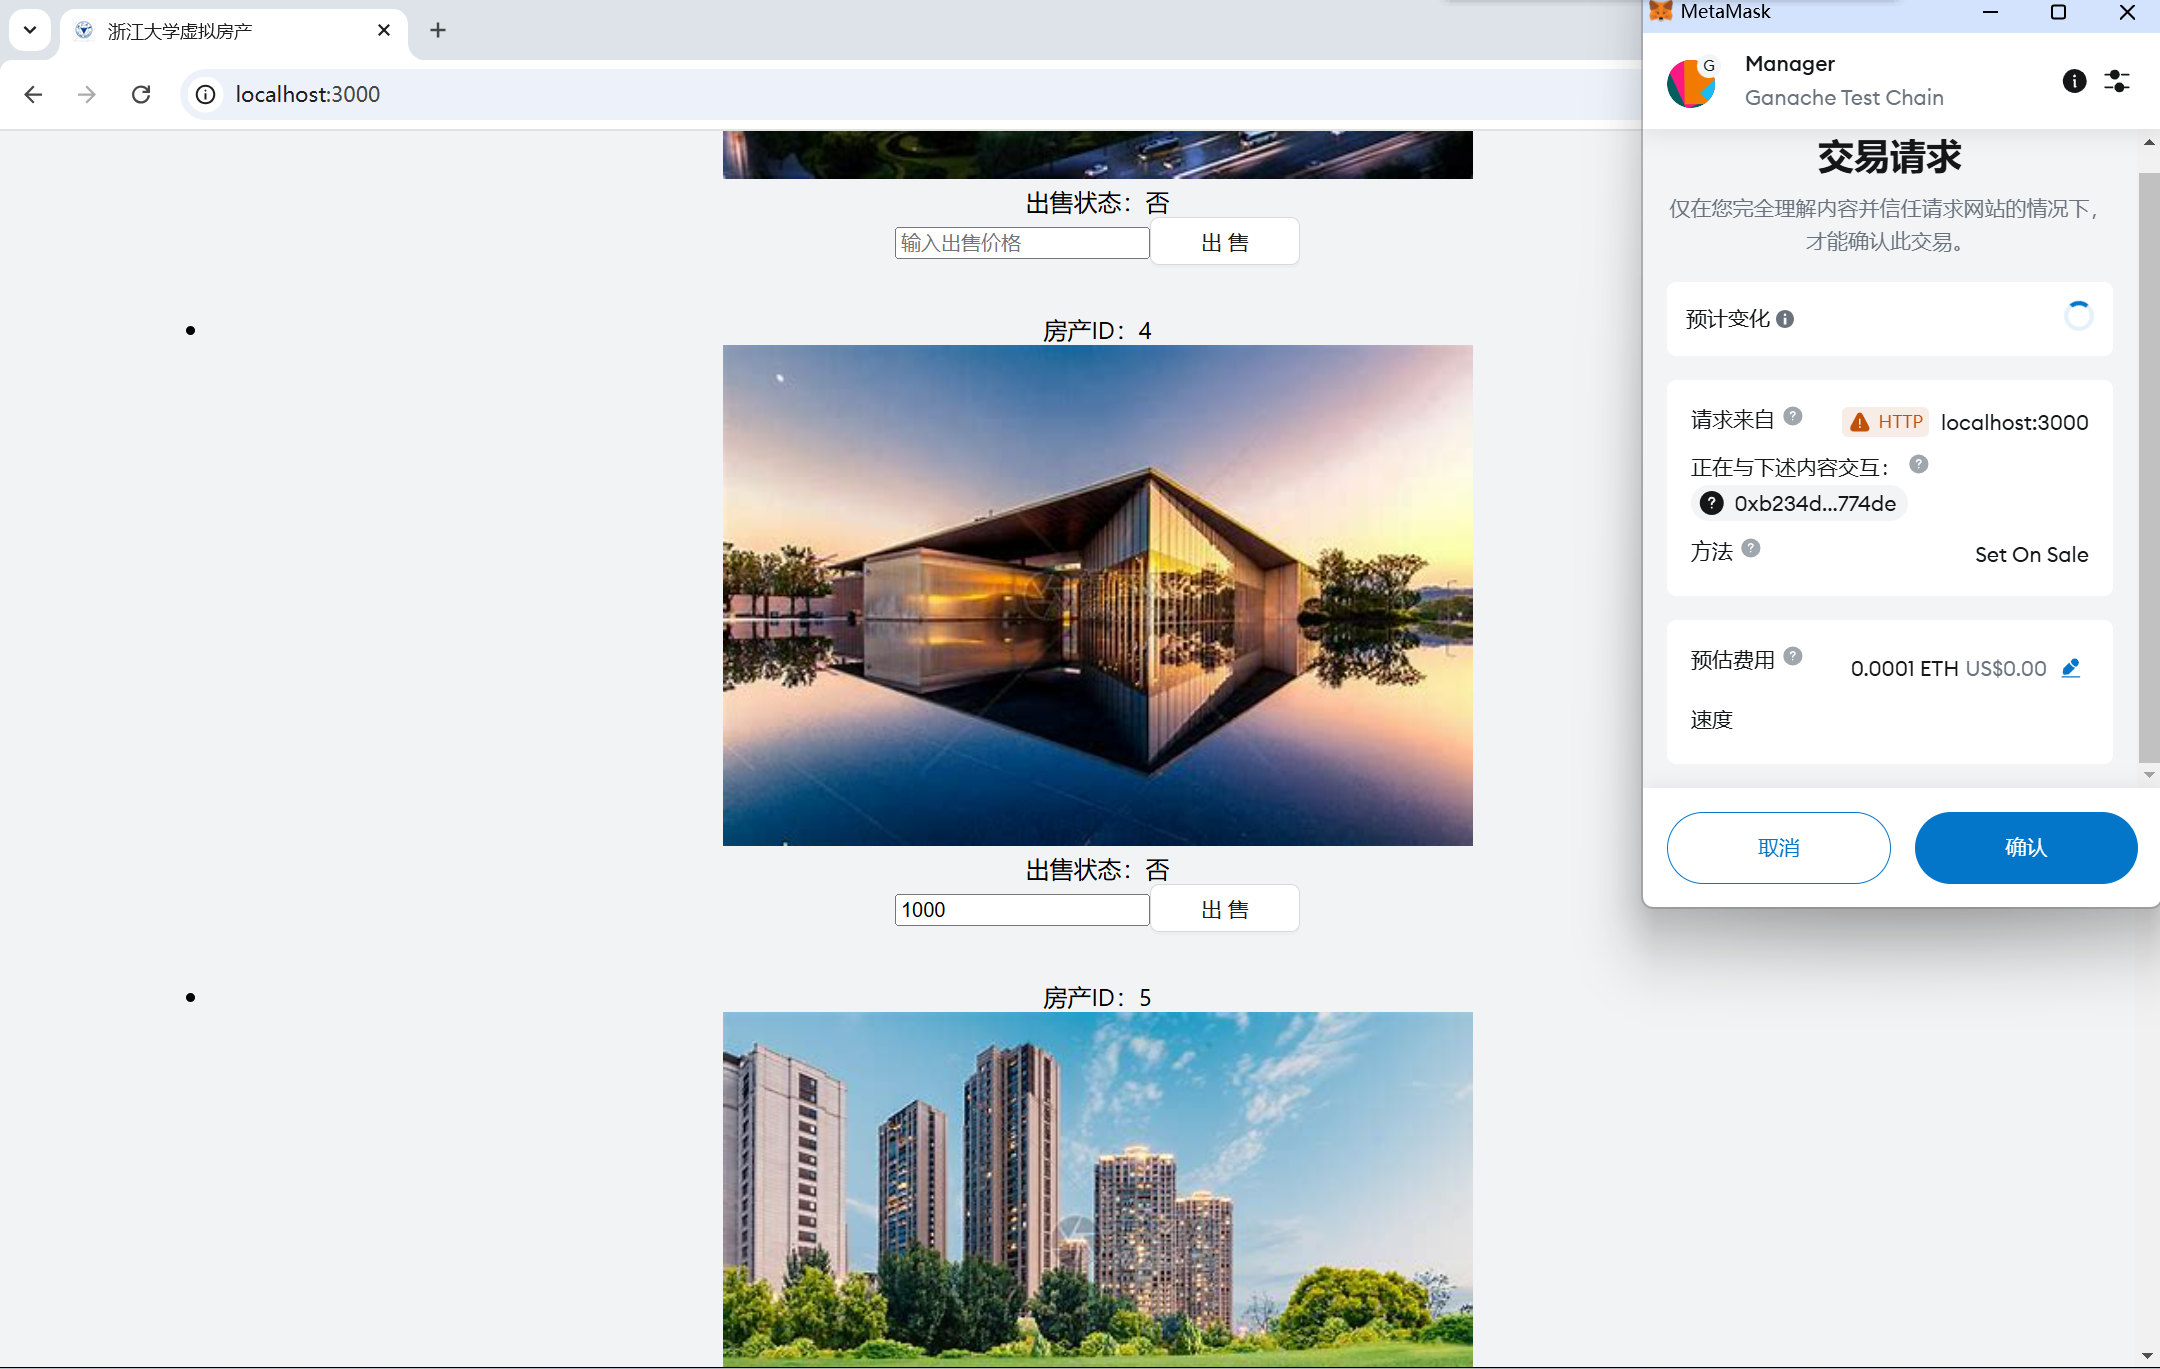 浙江大学虚拟房产
localhost:3000
出售状态：否
输入出售价格
出 售
房产ID：4
出售状态：否
1000
出 售
房产ID：5
MetaMask
G
Manager
Ganache Test Chain
交易请求
仅在您完全理解内容并信任请求网站的情况下，
才能确认此交易。
预计变化
请求来自
HTTP localhost:3000
正在与下述内容交互：
0xb234d...774de
方法
Set On Sale
预估费用
0.0001 ETH US$0.00
速度
取消
确认